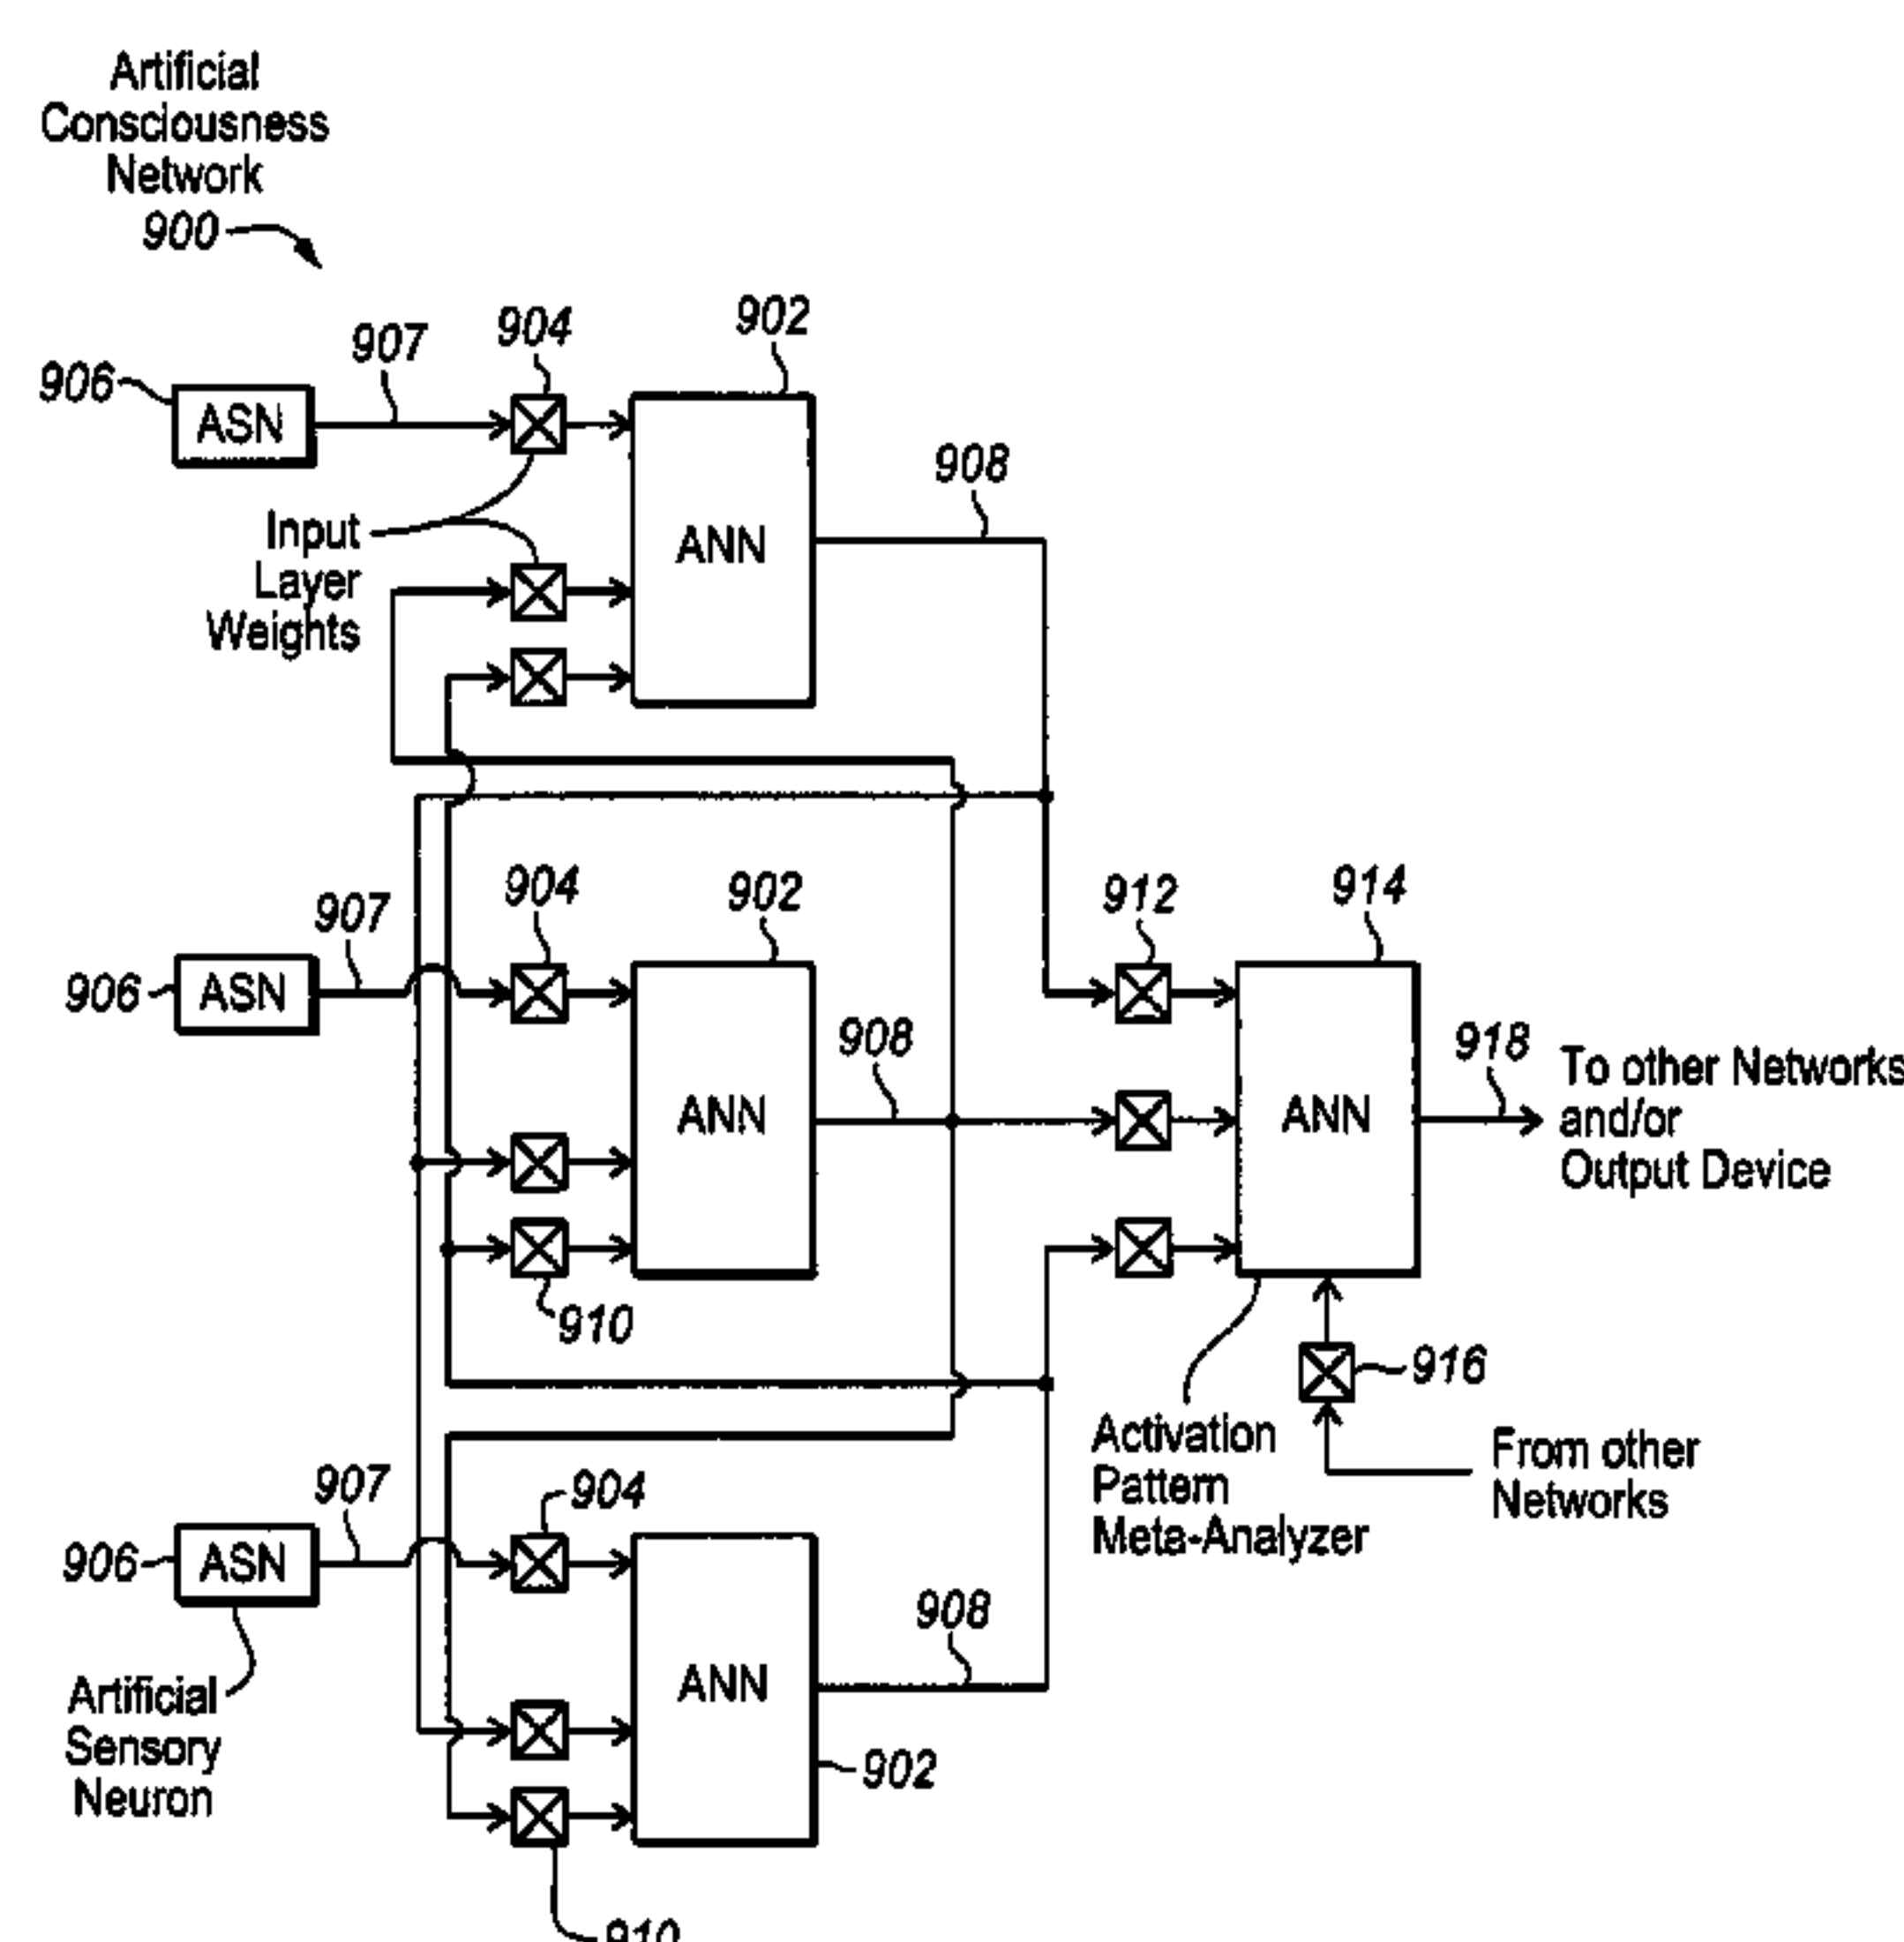 Artificial
Consciousness
Network
900
902
904
907
906
ASN
908
Input
Layer
Weights
ANN
904
902
912
914
907
906
ASN
908
918
To other Networks
and/or
Output Device
ANN
ANN
910
916
Activation
Pattern
Meta-Analyzer
From other
Networks
907
904
906
ASN
908
Artificial
Sensory
Neuron
ANN
902
910